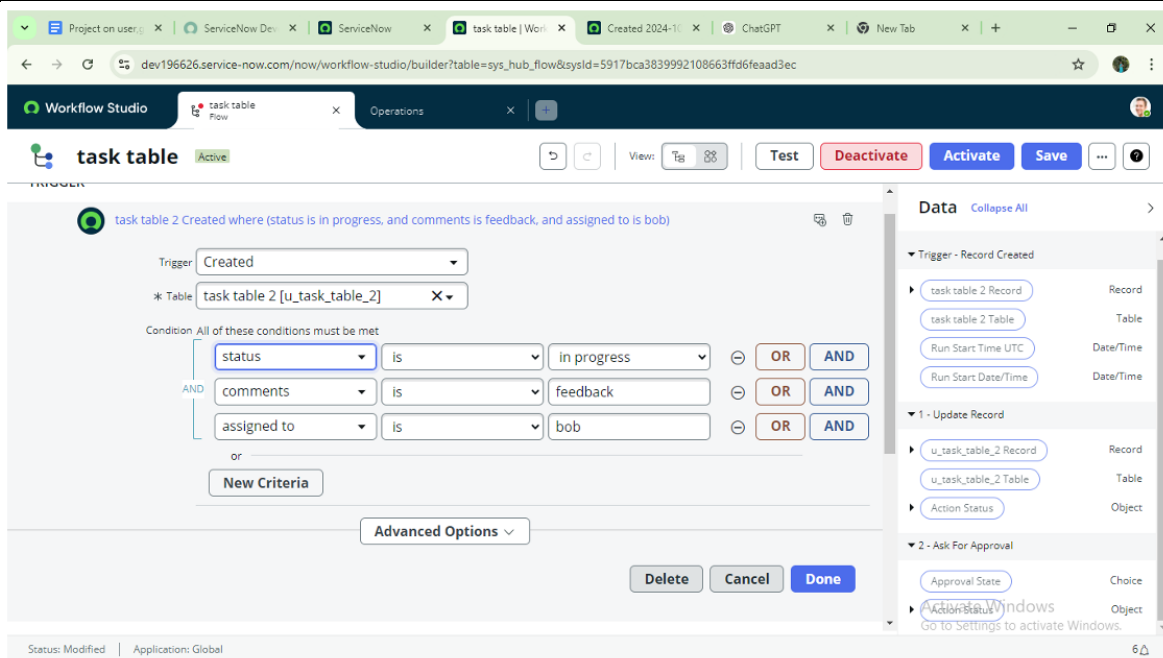 Project on user,g
ServiceNow Dev
ServiceNow
task table | Work
Created 2024-10
ChatGPT
New Tab
dev196626.service-now.com/now/workflow-studio/builder?table=sys_hub_flow&sysId=5917bca3839992108663ffd6feaad3ec
Workflow Studio
task table
Flow
Operations
task table Active
View:
Test
Deactivate
Activate
Save
TRIGGER
task table 2 Created where (status is in progress, and comments is feedback, and assigned to is bob)
Trigger Created
* Table task table 2 [u_task_table_2]
Condition All of these conditions must be met
status is in progress OR AND
AND comments is feedback OR AND
assigned to is bob OR AND
or
New Criteria
Advanced Options
Delete Cancel Done
Data Collapse All
Trigger - Record Created
task table 2 Record Record
task table 2 Table Table
Run Start Time UTC Date/Time
Run Start Date/Time Date/Time
1 - Update Record
u_task_table_2 Record Record
u_task_table_2 Table Table
Action Status Object
2 - Ask For Approval
Approval State Choice
Action Status Object
Activate Windows
Go to Settings to activate Windows.
Status: Modified Application: Global 6